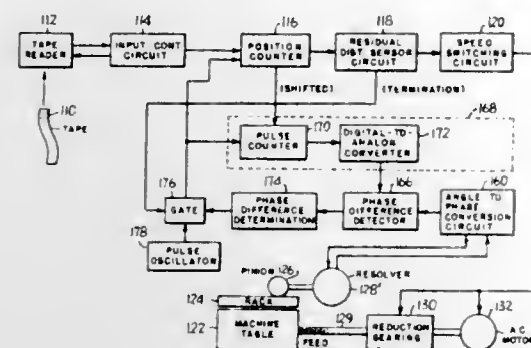 112
114
116
118
120
TAPE READER
INPUT CONT CIRCUIT
POSITION COUNTER
RESIDUAL DIST. SENSOR CIRCUIT
SPEED SWITCHING CIRCUIT
110
TAPE
(SHIFTED)
(TERMINATION)
168
PULSE COUNTER
170
DIGITAL-TO-ANALOG CONVERTER
172
176
174
166
160
GATE
PHASE DIFFERENCE DETERMINATION
PHASE DIFFERENCE DETECTOR
ANGLE TO PHASE CONVERSION CIRCUIT
178
PULSE OSCILLATOR
PINION
126
RESOLVER
128'
124
RACK
122
MACHINE TABLE
129
FEED
130
REDUCTION GEARING
132
A.C. MOTOR